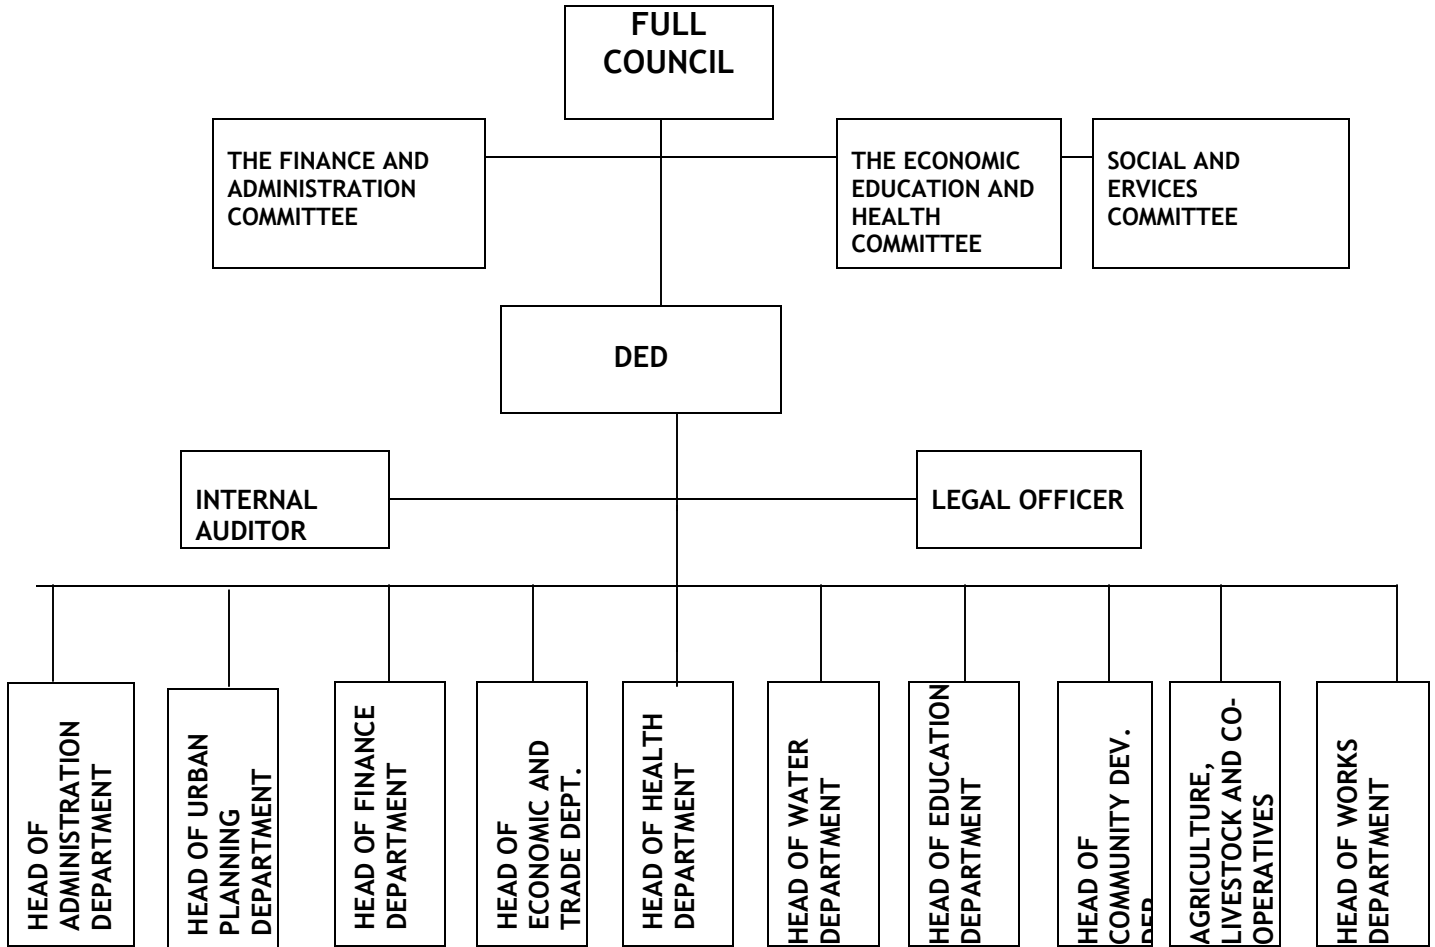 FULL
COUNCIL
THE FINANCE AND
ADMINISTRATION
COMMITTEE
THE ECONOMIC
EDUCATION AND
HEALTH
COMMITTEE
SOCIAL AND
ERVICES
COMMITTEE
DED
INTERNAL
AUDITOR
LEGAL OFFICER
HEAD OF
ADMINISTRATION
DEPARTMENT
HEAD OF URBAN
PLANNING
DEPARTMENT
HEAD OF FINANCE
DEPARTMENT
HEAD OF
ECONOMIC AND
TRADE DEPT.
HEAD OF HEALTH
DEPARTMENT
HEAD OF WATER
DEPARTMENT
HEAD OF EDUCATION
DEPARTMENT
HEAD OF
COMMUNITY DEV.
AGRICULTURE,
LIVESTOCK AND CO-
OPERATIVES
HEAD OF WORKS
DEPARTMENT